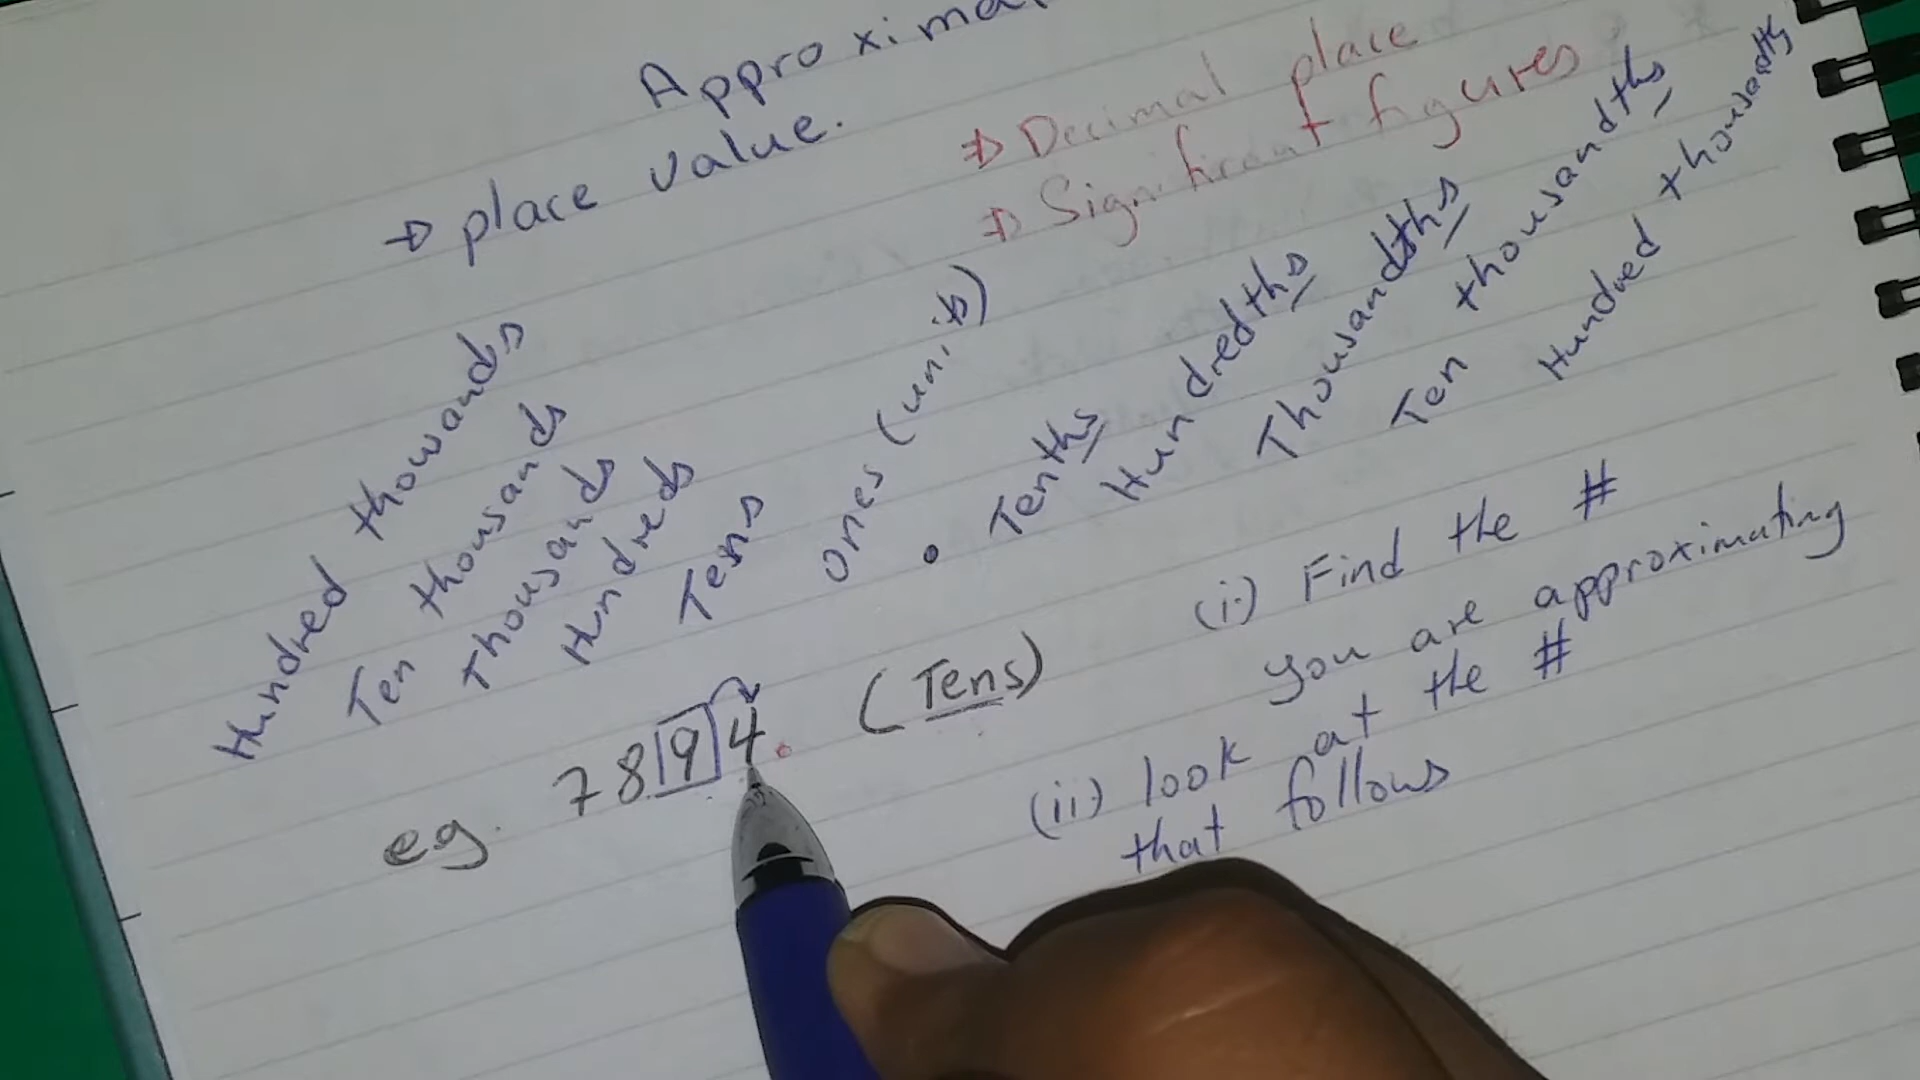 Approxima
→ place value.
⇒ Decimal place
⇒ Significant figures
Hundred thousands
Ten thousands
Thousands
Hundreds
Tens
ones (units)
.
Tenths
Hundredths
Thousandths
Ten thousandths
Hundred thousandths
eg. 7894. (Tens)
(i) Find the #
you are approximating
(ii) look at the #
that follows